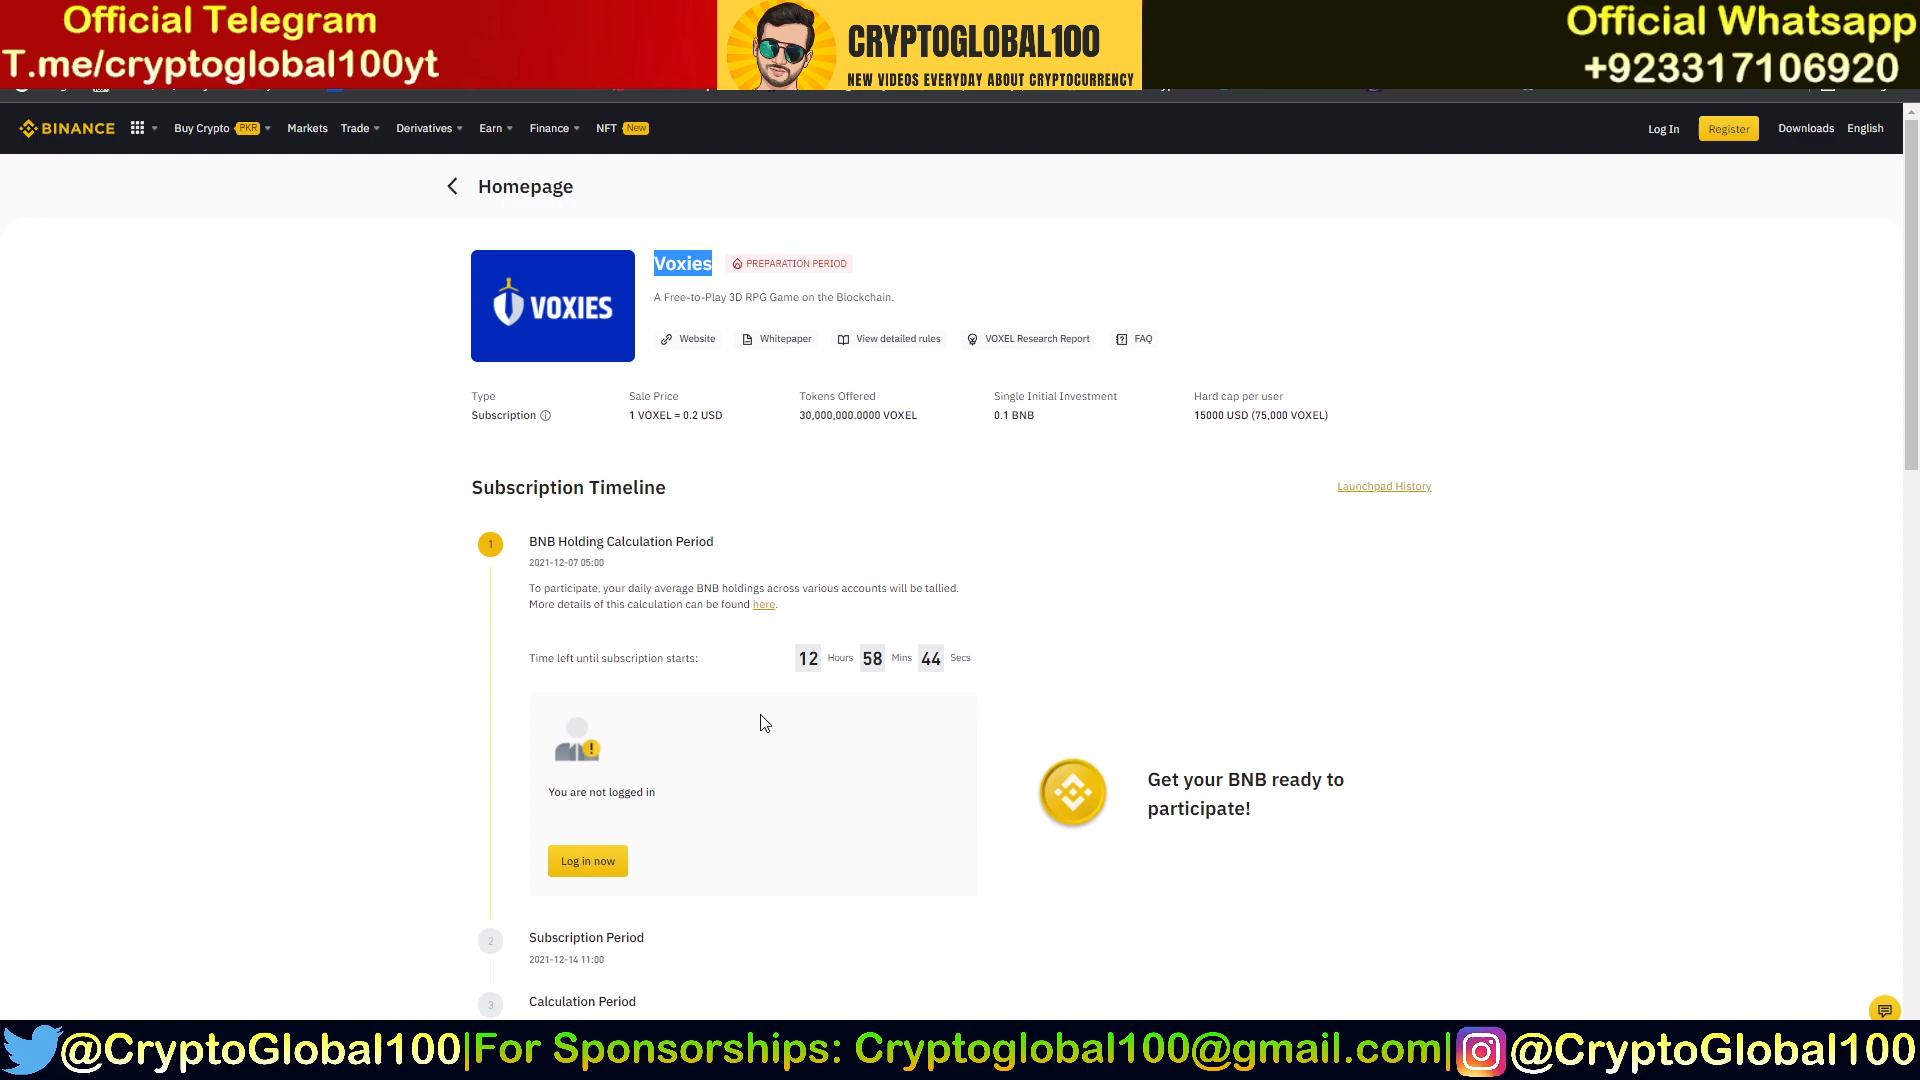 Official Telegram
T.me/cryptoglobal100yt
CRYPTOGLOBAL100
NEW VIDEOS EVERYDAY ABOUT CRYPTOCURRENCY
Official Whatsapp
+923317106920
BINANCE Buy Crypto PKR Markets Trade Derivatives Earn Finance NFT New Log In Register Downloads English
Homepage
VOXIES
Voxies PREPARATION PERIOD
A Free-to-Play 3D RPG Game on the Blockchain.
Website Whitepaper View detailed rules VOXEL Research Report FAQ
Type Sale Price Tokens Offered Single Initial Investment Hard cap per user
Subscription 1 VOXEL = 0.2 USD 30,000,000.0000 VOXEL 0.1 BNB 15000 USD (75,000 VOXEL)
Subscription Timeline Launchpad History
1 BNB Holding Calculation Period
2021-12-07 05:00
To participate, your daily average BNB holdings across various accounts will be tallied.
More details of this calculation can be found here.
Time left until subscription starts: 12 Hours 58 Mins 44 Secs
You are not logged in
Log in now
Get your BNB ready to
participate!
2 Subscription Period
2021-12-14 11:00
3 Calculation Period
@CryptoGlobal100|For Sponsorships: Cryptoglobal100@gmail.com| @CryptoGlobal100